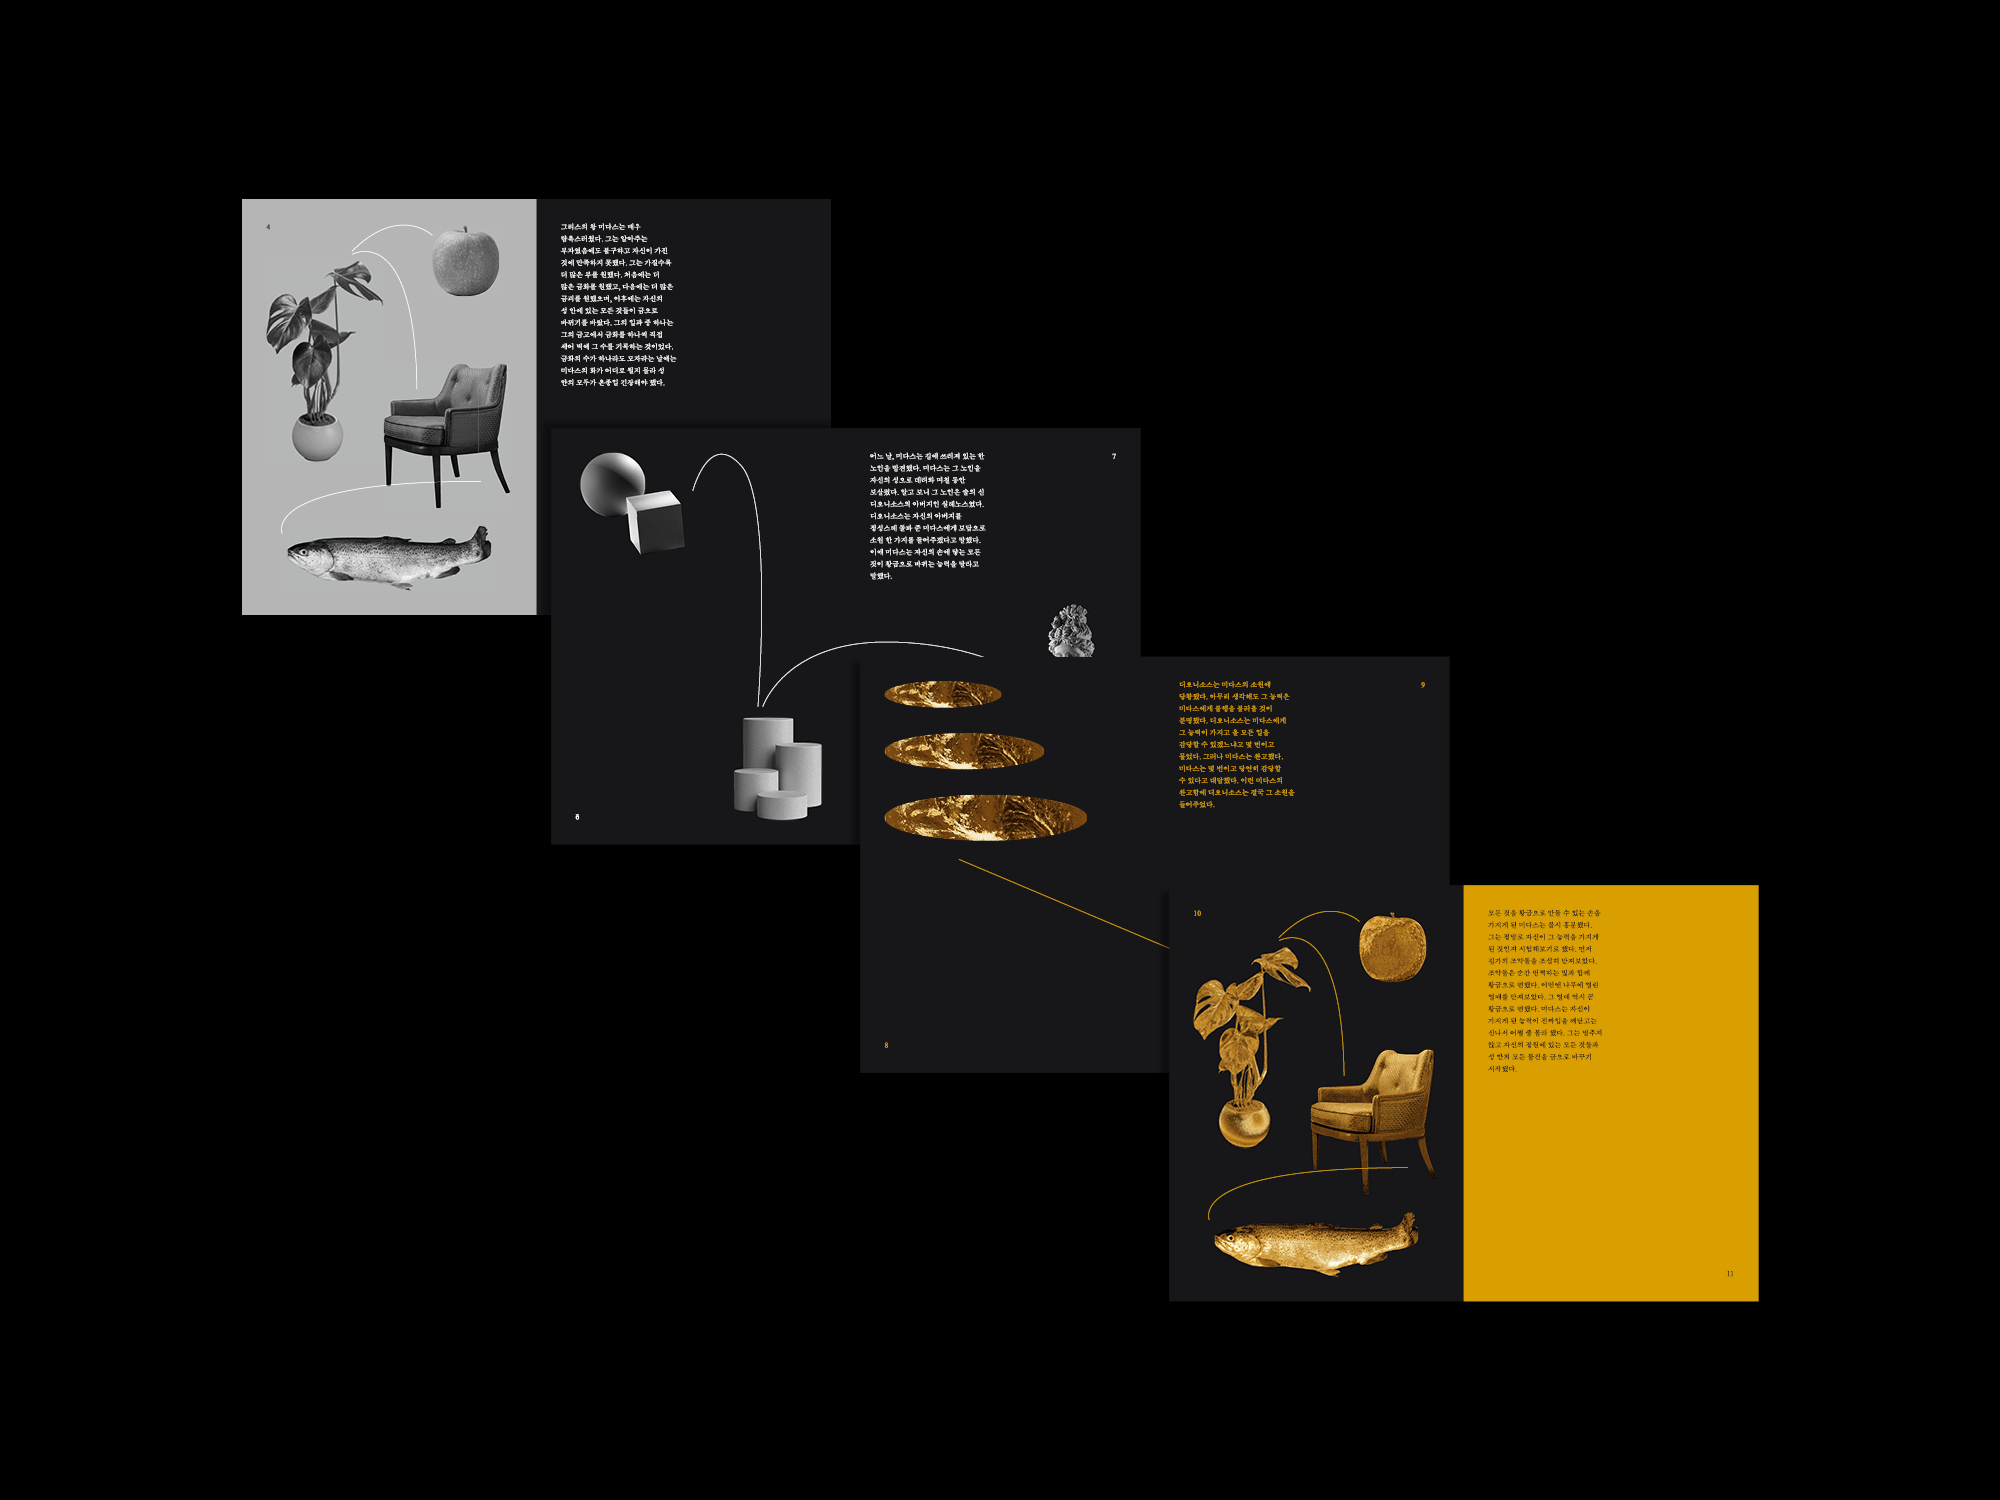 4
그리스의 왕 미다스는 매우
탐욕스러웠다. 그는 알아주는
부자였음에도 불구하고 자신이 가진
것에 만족하지 못했다. 그는 가질수록
더 많은 부를 원했다. 처음에는 더
많은 금화를 원했고, 다음에는 더 많은
금괴를 원했으며, 이후에는 자신의
성 안에 있는 모든 것들이 금으로
바뀌기를 바랐다. 그의 일과 중 하나는
그의 금고에서 금화를 하나씩 직접
세어 벽에 그 수를 기록하는 것이었다.
금화의 수가 하나라도 모자라는 날에는
미다스의 화가 어디로 튈지 몰라 성
안의 모두가 온종일 긴장해야 했다.
어느 날, 미다스는 길에 쓰러져 있는 한
노인을 발견했다. 미다스는 그 노인을
자신의 성으로 데려와 며칠 동안
보살폈다. 알고 보니 그 노인은 술의 신
디오니소스의 아버지인 실레노스였다.
디오니소스는 자신의 아버지를
정성스레 돌봐 준 미다스에게 보답으로
소원 한 가지를 들어주겠다고 말했다.
이에 미다스는 자신의 손에 닿는 모든
것이 황금으로 바뀌는 능력을 달라고
말했다.
7
디오니소스는 미다스의 소원에
당황했다. 아무리 생각해도 그 능력은
미다스에게 불행을 불러올 것이
분명했다. 디오니소스는 미다스에게
그 능력이 가지고 올 모든 일을
감당할 수 있겠느냐고 몇 번이고
물었다. 그러나 미다스는 완고했다.
미다스는 몇 번이고 당연히 감당할
수 있다고 대답했다. 이런 미다스의
완고함에 디오니소스는 결국 그 소원을
들어주었다.
9
8
10
모든 것을 황금으로 만들 수 있는 손을
가지게 된 미다스는 몹시 흥분했다.
그는 정말로 자신이 그 능력을 가지게
된 것인지 시험해보기로 했다. 먼저
길가의 조약돌을 조심히 만져보았다.
조약돌은 순간 번쩍하는 빛과 함께
황금으로 변했다. 이번엔 나무에 열린
열매를 만져보았다. 그 열매 역시 곧
황금으로 변했다. 미다스는 자신이
가지게 된 능력이 진짜임을 깨닫고는
신나서 어쩔 줄 몰라 했다. 그는 멈추지
않고 자신의 정원에 있는 모든 것들과
성 안의 모든 물건을 금으로 바꾸기
시작했다.
11